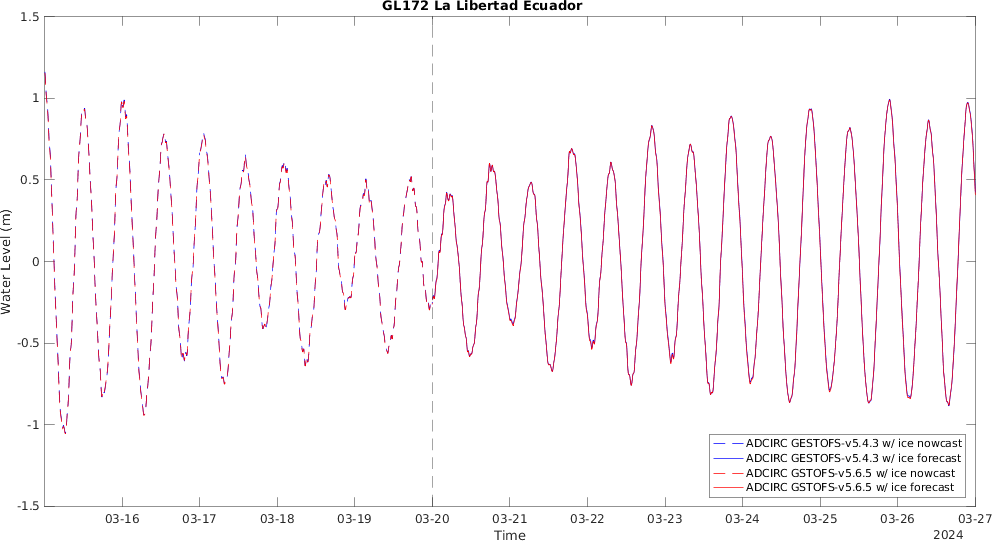 GL172 La Libertad Ecuador
1.5
1
0.5
0
-0.5
-1
-1.5
Water Level (m)
ADCIRC GESTOFS-v5.4.3 w/ ice nowcast
ADCIRC GESTOFS-v5.4.3 w/ ice forecast
ADCIRC GSTOFS-v5.6.5 w/ ice nowcast
ADCIRC GSTOFS-v5.6.5 w/ ice forecast
03-16 03-17 03-18 03-19 03-20 03-21 03-22 03-23 03-24 03-25 03-26 03-27
Time
2024